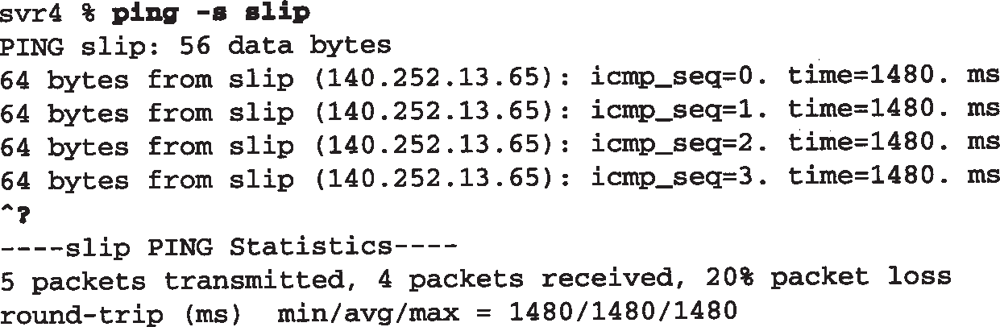 svr4 % ping -s slip
PING slip: 56 data bytes
64 bytes from slip (140.252.13.65): icmp_seq=0. time=1480. ms
64 bytes from slip (140.252.13.65): icmp_seq=1. time=1480. ms
64 bytes from slip (140.252.13.65): icmp_seq=2. time=1480. ms
64 bytes from slip (140.252.13.65): icmp_seq=3. time=1480. ms
^?
----slip PING Statistics----
5 packets transmitted, 4 packets received, 20% packet loss
round-trip (ms)  min/avg/max = 1480/1480/1480